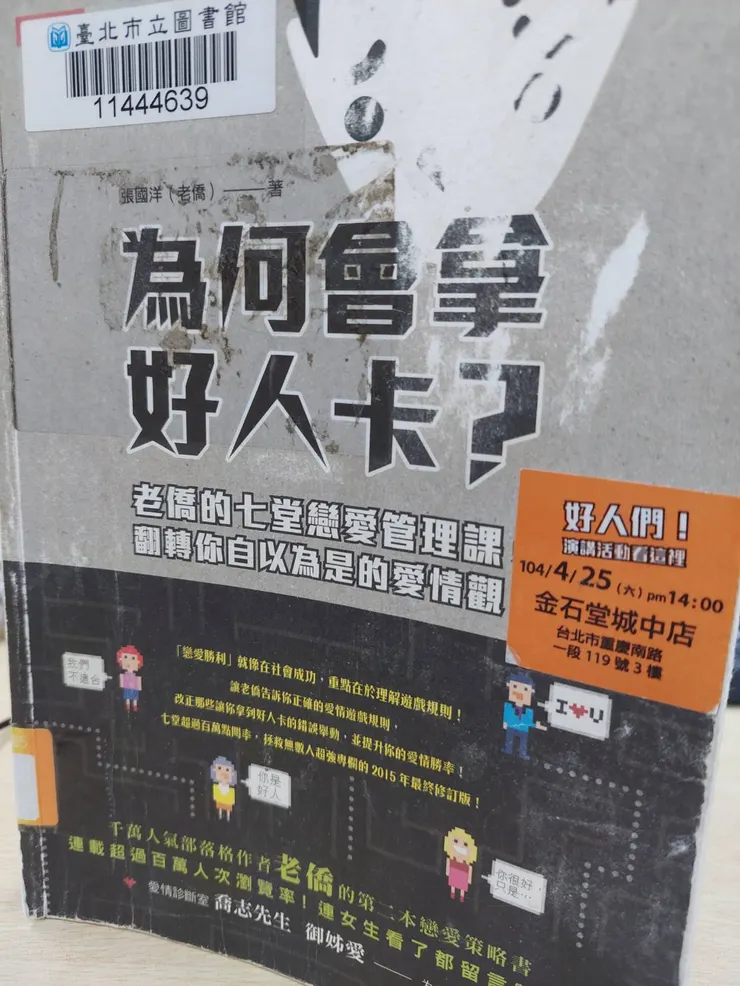 臺北市立圖書館
11444639
張國洋(老僑)——著
為何會拿
好人卡?
老僑的七堂戀愛管理課
翻轉你自以為是的愛情觀
好人們!
演講活動看這裡
104/4/25(六)pm14:00
金石堂城中店
台北市重慶南路
一段119號3樓
「戀愛勝利」就像在社會成功,重點在於理解遊戲規則!
讓老僑告訴你正確的愛情遊戲規則,
改正那些讓你拿到好人卡的錯誤舉動,並提升你的愛情勝率!
七堂超過百萬點閱率,拯救無數人超強專欄的2015年最終修訂版!
我們
不適合
I♥U
你是
好人
你很好,
只是…
千萬人氣部落格作者老僑的第二本戀愛策略書
連載超過百萬人次瀏覽率!連女生看了都留言
愛情診斷室 喬志先生 御姊愛——